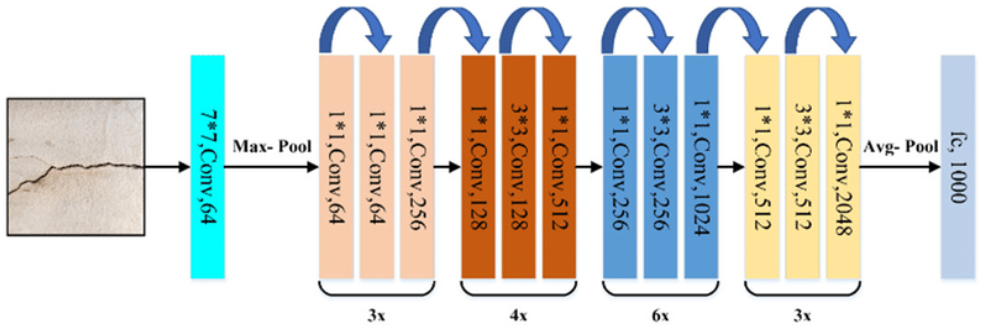 7*7,Conv,64
Max- Pool
1*1,Conv,64
1*1,Conv,64
1*1,Conv,256
1*1,Conv,128
3*3,Conv,128
1*1,Conv,512
1*1,Conv,256
3*3,Conv,256
1*1,Conv,1024
1*1,Conv,512
3*3,Conv,512
1*1,Conv,2048
Avg- Pool
fc, 1000
3x
4x
6x
3x